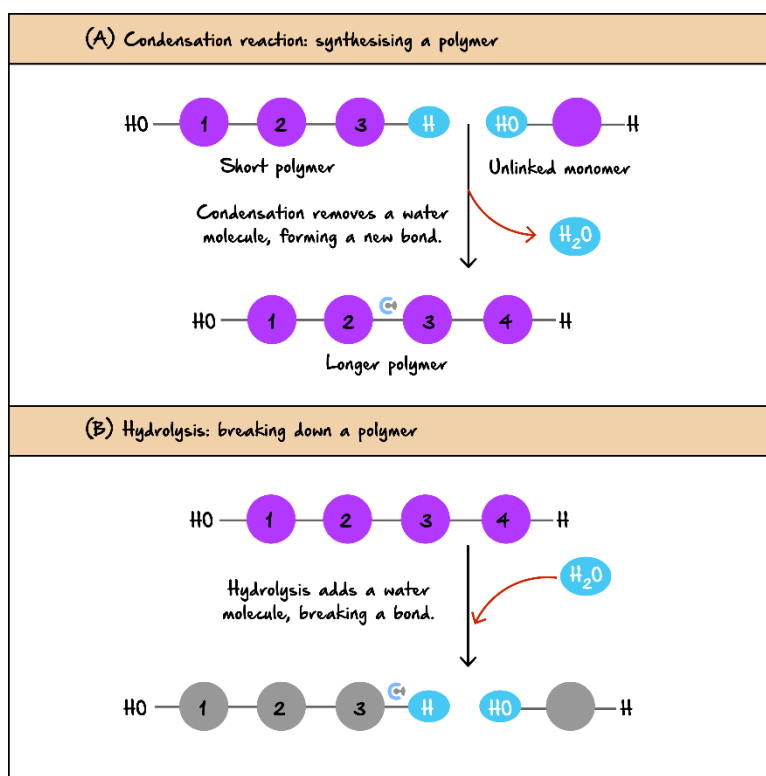 (A) Condensation reaction: synthesising a polymer
HO 1 2 3 H HO H
Short polymer Unlinked monomer
Condensation removes a water
molecule, forming a new bond.
H₂O
HO 1 2 3 4 H
Longer polymer
(B) Hydrolysis: breaking down a polymer
HO 1 2 3 4 H
H₂O
Hydrolysis adds a water
molecule, breaking a bond.
HO 1 2 3 H HO H